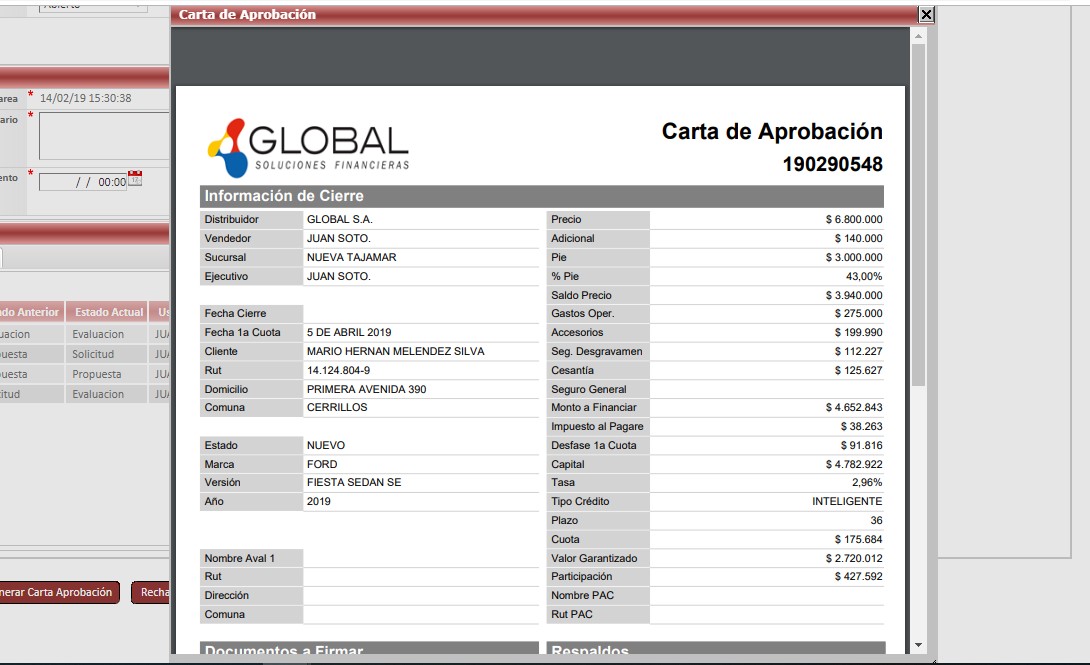 Carta de Aprobación
area * 14/02/19 15:30:38
ario *
ento * / / 00:00
do Anterior Estado Actual
uacion Evaluacion JUA
uesta Solicitud JUA
uesta Propuesta JUA
citud Evaluacion JUA
nerar Carta Aprobación Recha
GLOBAL
SOLUCIONES FINANCIERAS
Carta de Aprobación
190290548
Información de Cierre
Distribuidor GLOBAL S.A.
Vendedor JUAN SOTO.
Sucursal NUEVA TAJAMAR
Ejecutivo JUAN SOTO.
Fecha Cierre
Fecha 1a Cuota 5 DE ABRIL 2019
Cliente MARIO HERNAN MELENDEZ SILVA
Rut 14.124.804-9
Domicilio PRIMERA AVENIDA 390
Comuna CERRILLOS
Estado NUEVO
Marca FORD
Versión FIESTA SEDAN SE
Año 2019
Nombre Aval 1
Rut
Dirección
Comuna
Precio $ 6.800.000
Adicional $ 140.000
Pie $ 3.000.000
% Pie 43,00%
Saldo Precio $ 3.940.000
Gastos Oper. $ 275.000
Accesorios $ 199.990
Seg. Desgravamen $ 112.227
Cesantía $ 125.627
Seguro General
Monto a Financiar $ 4.652.843
Impuesto al Pagare $ 38.263
Desfase 1a Cuota $ 91.816
Capital $ 4.782.922
Tasa 2,96%
Tipo Crédito INTELIGENTE
Plazo 36
Cuota $ 175.684
Valor Garantizado $ 2.720.012
Participación $ 427.592
Nombre PAC
Rut PAC
Documentos a Firmar
Respaldos